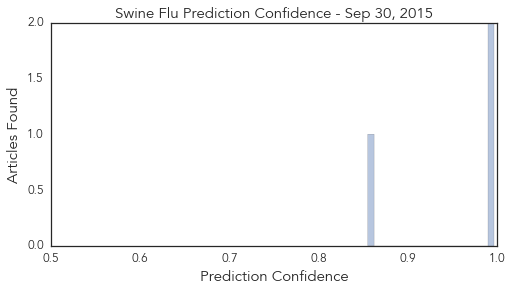 Swine Flu Prediction Confidence - Sep 30, 2015
Articles Found
2.0
1.5
1.0
0.5
0.0
0.5 0.6 0.7 0.8 0.9 1.0
Prediction Confidence